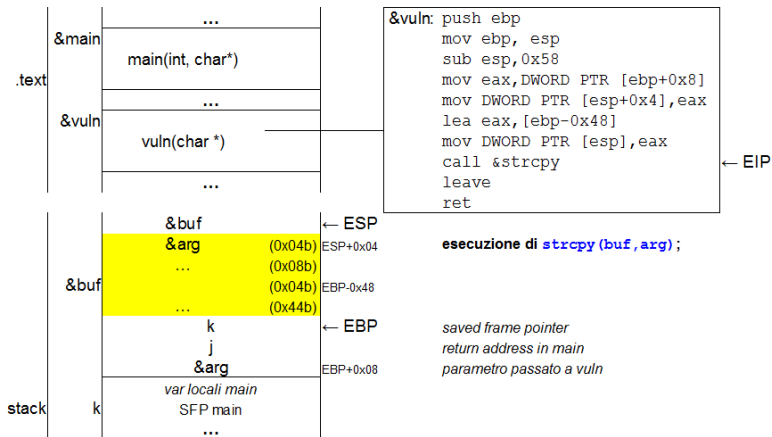 ...
&main
main(int, char*)
.text
...
&vuln
vuln(char *)
...
&vuln: push ebp
mov ebp, esp
sub esp,0x58
mov eax,DWORD PTR [ebp+0x8]
mov DWORD PTR [esp+0x4],eax
lea eax,[ebp-0x48]
mov DWORD PTR [esp],eax
call &strcpy
← EIP
leave
ret
&buf
← ESP
&arg (0x04b) ESP+0x04
esecuzione di strcpy(buf,arg);
... (0x08b)
&buf (0x04b) EBP-0x48
... (0x44b)
k ← EBP saved frame pointer
j return address in main
&arg EBP+0x08 parametro passato a vuln
var locali main
stack k SFP main
...